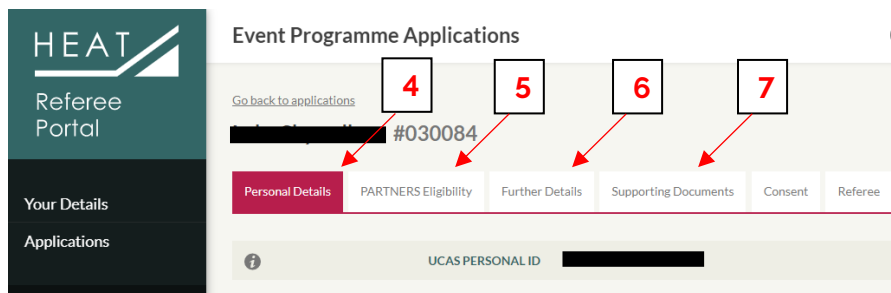 HEAT
Referee
Portal
Your Details
Applications
Event Programme Applications
Go back to applications
#030084
4
5
6
7
Personal Details
PARTNERS Eligibility
Further Details
Supporting Documents
Consent
Referee
UCAS PERSONAL ID